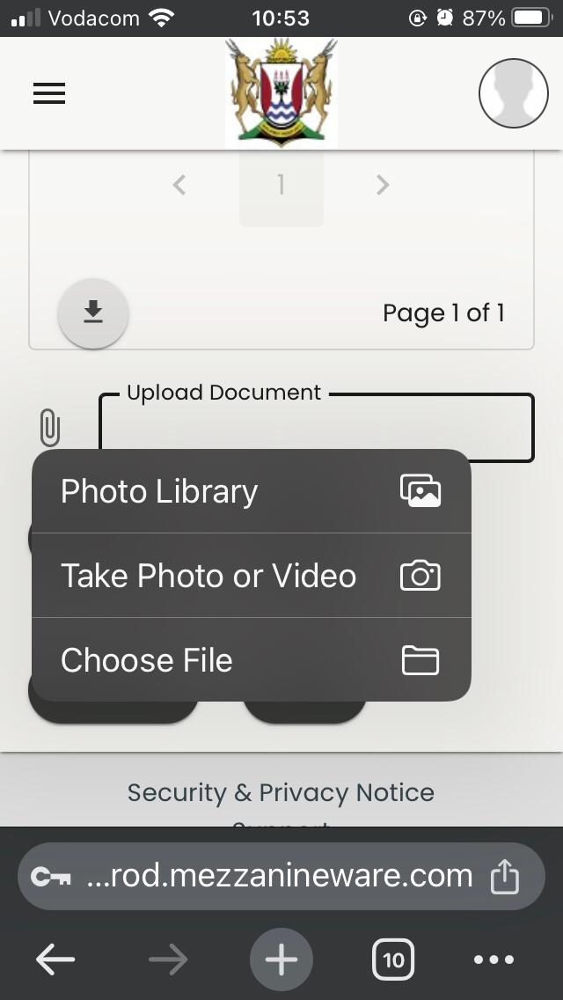 Vodacom 10:53 87%
1
Page 1 of 1
Upload Document
Photo Library
Take Photo or Video
Choose File
Security & Privacy Notice
Support
...rod.mezzanineware.com
10